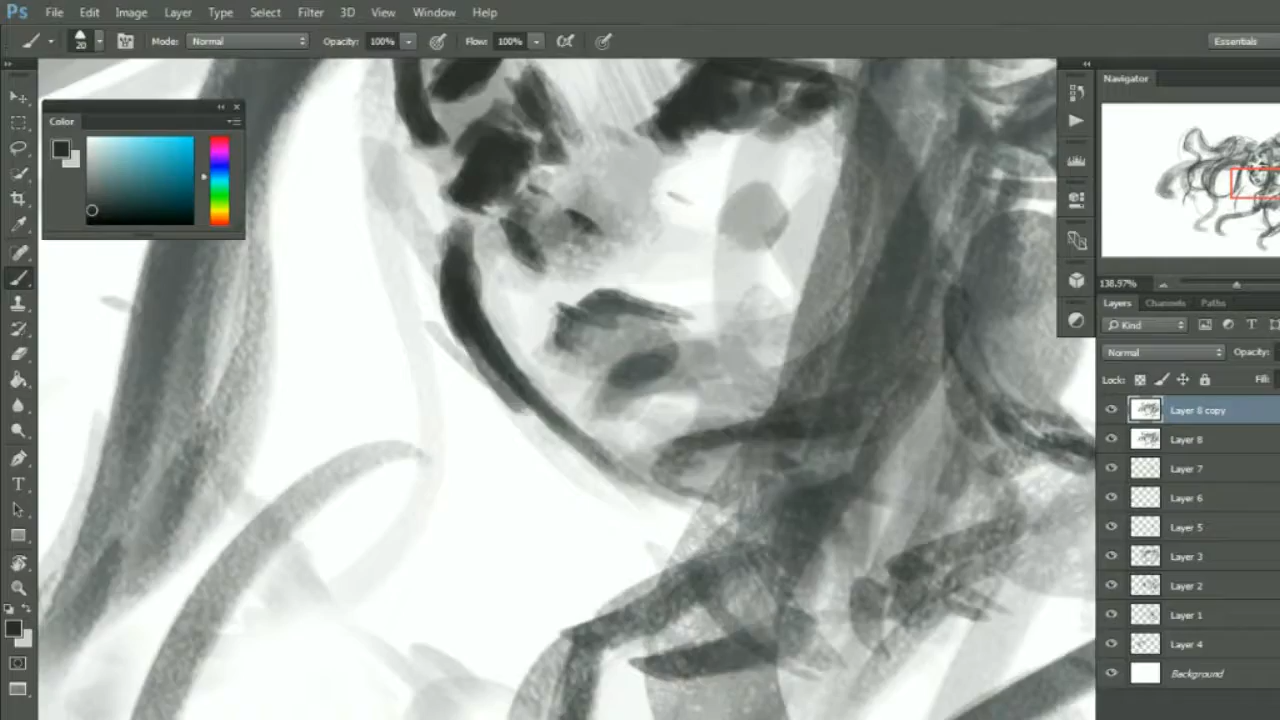 Ps File Edit Image Layer Type Select Filter 3D View Window Help
20 Mode: Normal Opacity: 100% Flow: 100% Essentials
Navigator
Color
138.97%
Layers Channels Paths
Kind T
Normal Opacity:
Lock: Fill:
Layer 8 copy
Layer 8
Layer 7
Layer 6
Layer 5
Layer 3
Layer 2
Layer 1
Layer 4
Background